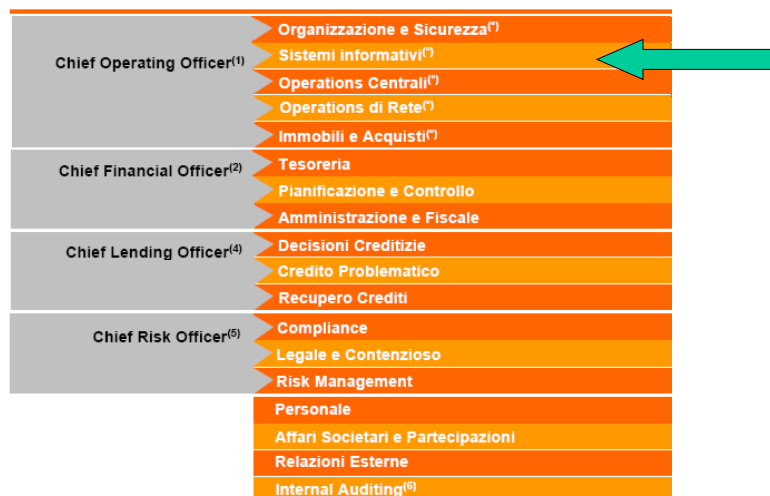 Chief Operating Officer(1)
Organizzazione e Sicurezza(*)
Sistemi informativi(*)
Operations Centrali(*)
Operations di Rete(*)
Immobili e Acquisti(*)
Chief Financial Officer(2)
Tesoreria
Pianificazione e Controllo
Amministrazione e Fiscale
Chief Lending Officer(4)
Decisioni Creditizie
Credito Problematico
Recupero Crediti
Chief Risk Officer(5)
Compliance
Legale e Contenzioso
Risk Management
Personale
Affari Societari e Partecipazioni
Relazioni Esterne
Internal Auditing(6)